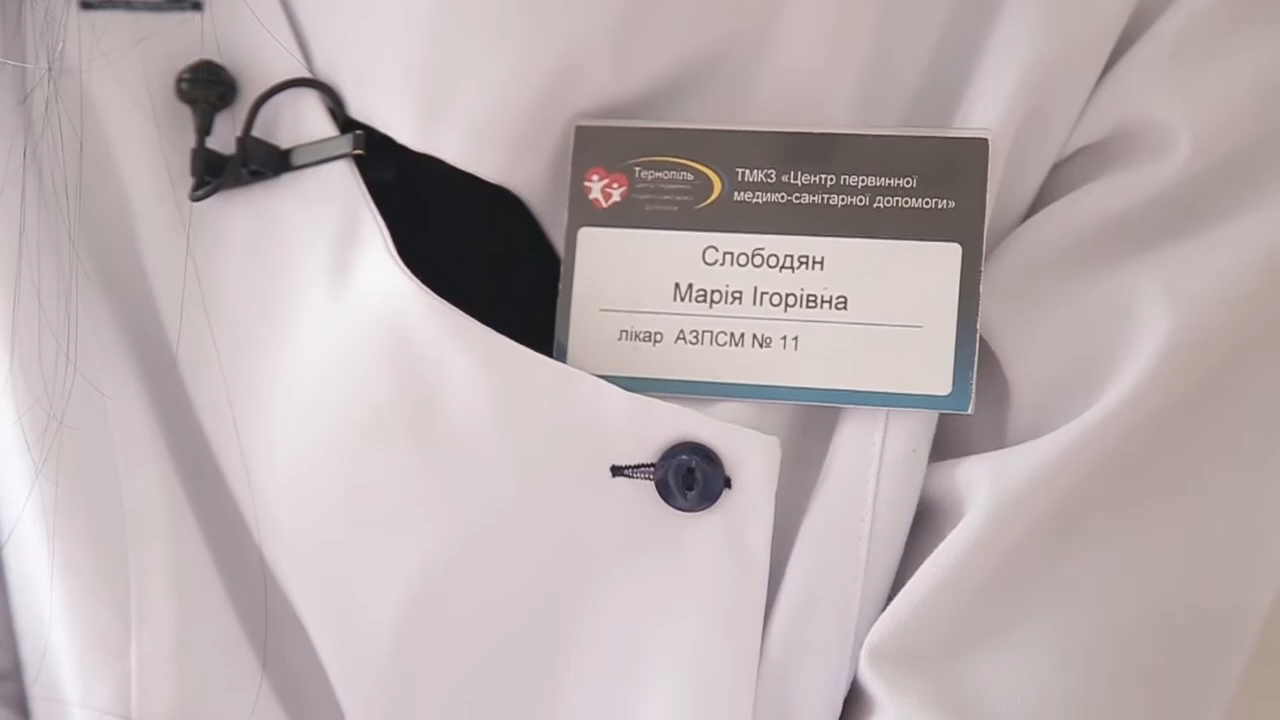 Тернопіль
ТМКЗ «Центр первинної
медико-санітарної допомоги»
Слободян
Марія Ігорівна
лікар АЗПСМ № 11